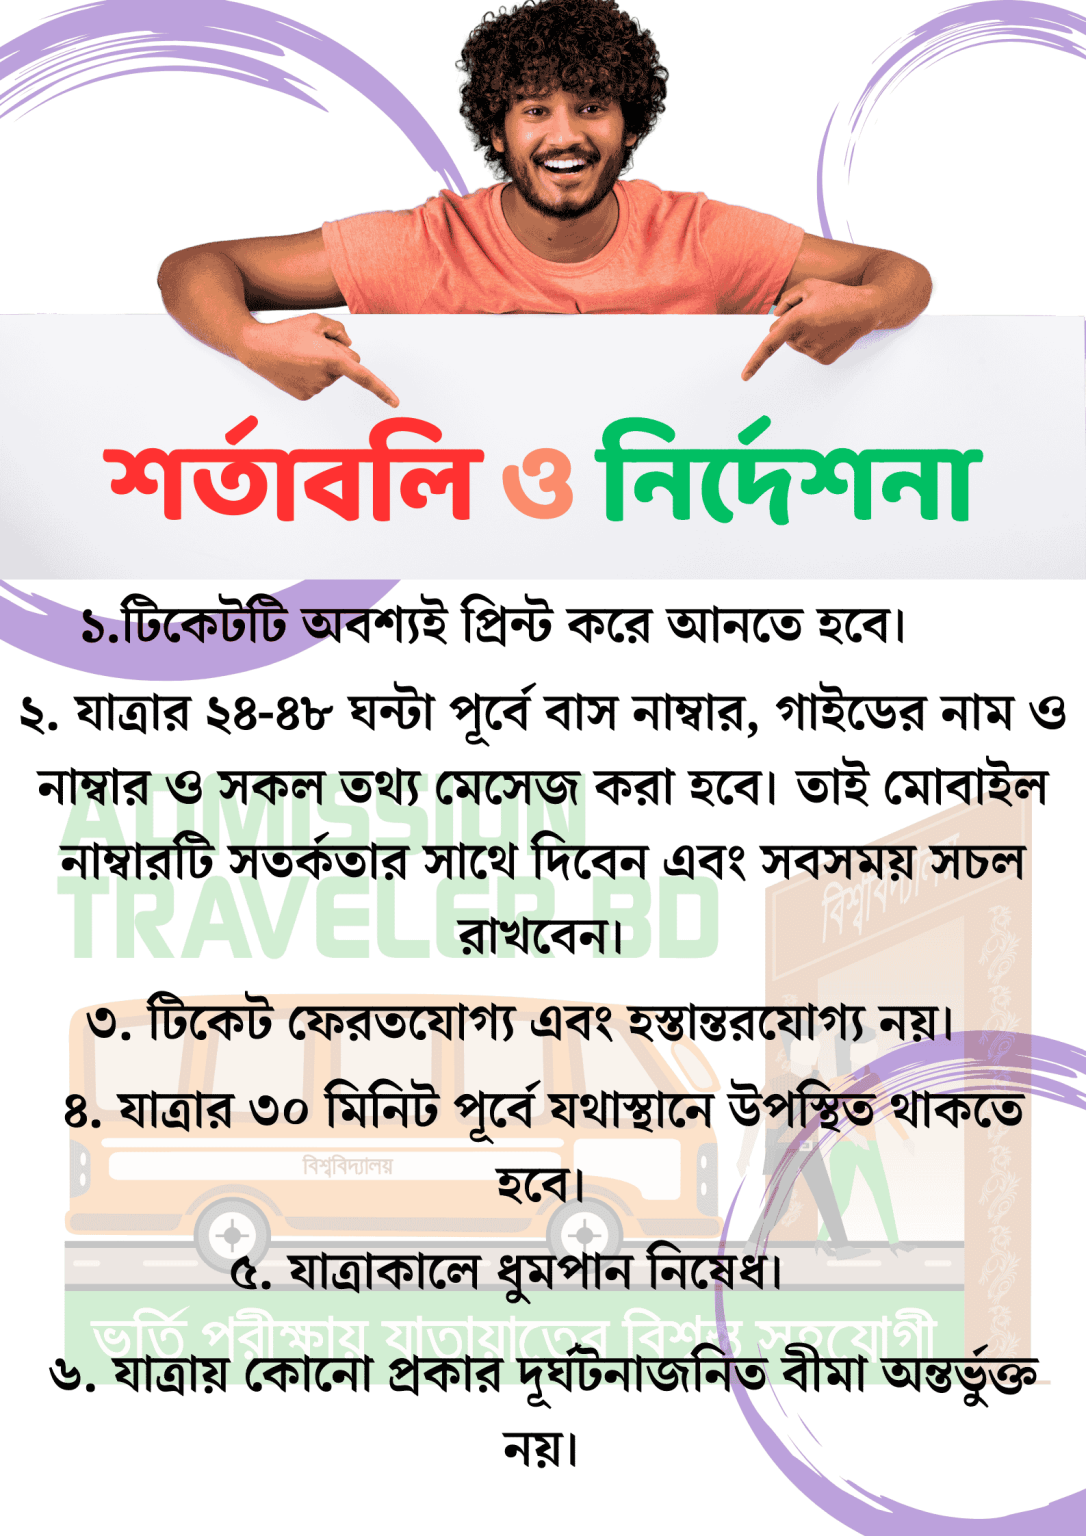 শর্তাবলি ও নির্দেশনা
১.টিকেটটি অবশ্যই প্রিন্ট করে আনতে হবে।
২. যাত্রার ২৪-৪৮ ঘন্টা পূর্বে বাস নাম্বার, গাইডের নাম ও
নাম্বার ও সকল তথ্য মেসেজ করা হবে। তাই মোবাইল
নাম্বারটি সতর্কতার সাথে দিবেন এবং সবসময় সচল
রাখবেন।
ADMISSION
TRAVELER BD
বিশ্ববিদ্যালয়
৩. টিকেট ফেরতযোগ্য এবং হস্তান্তরযোগ্য নয়।
৪. যাত্রার ৩০ মিনিট পূর্বে যথাস্থানে উপস্থিত থাকতে
হবে।
বিশ্ববিদ্যালয়
৫. যাত্রাকালে ধুমপান নিষেধ।
ভর্তি পরীক্ষায় যাতায়াতের বিশ্বস্ত সহযোগী
৬. যাত্রায় কোনো প্রকার দূর্ঘটনাজনিত বীমা অন্তর্ভুক্ত
নয়।